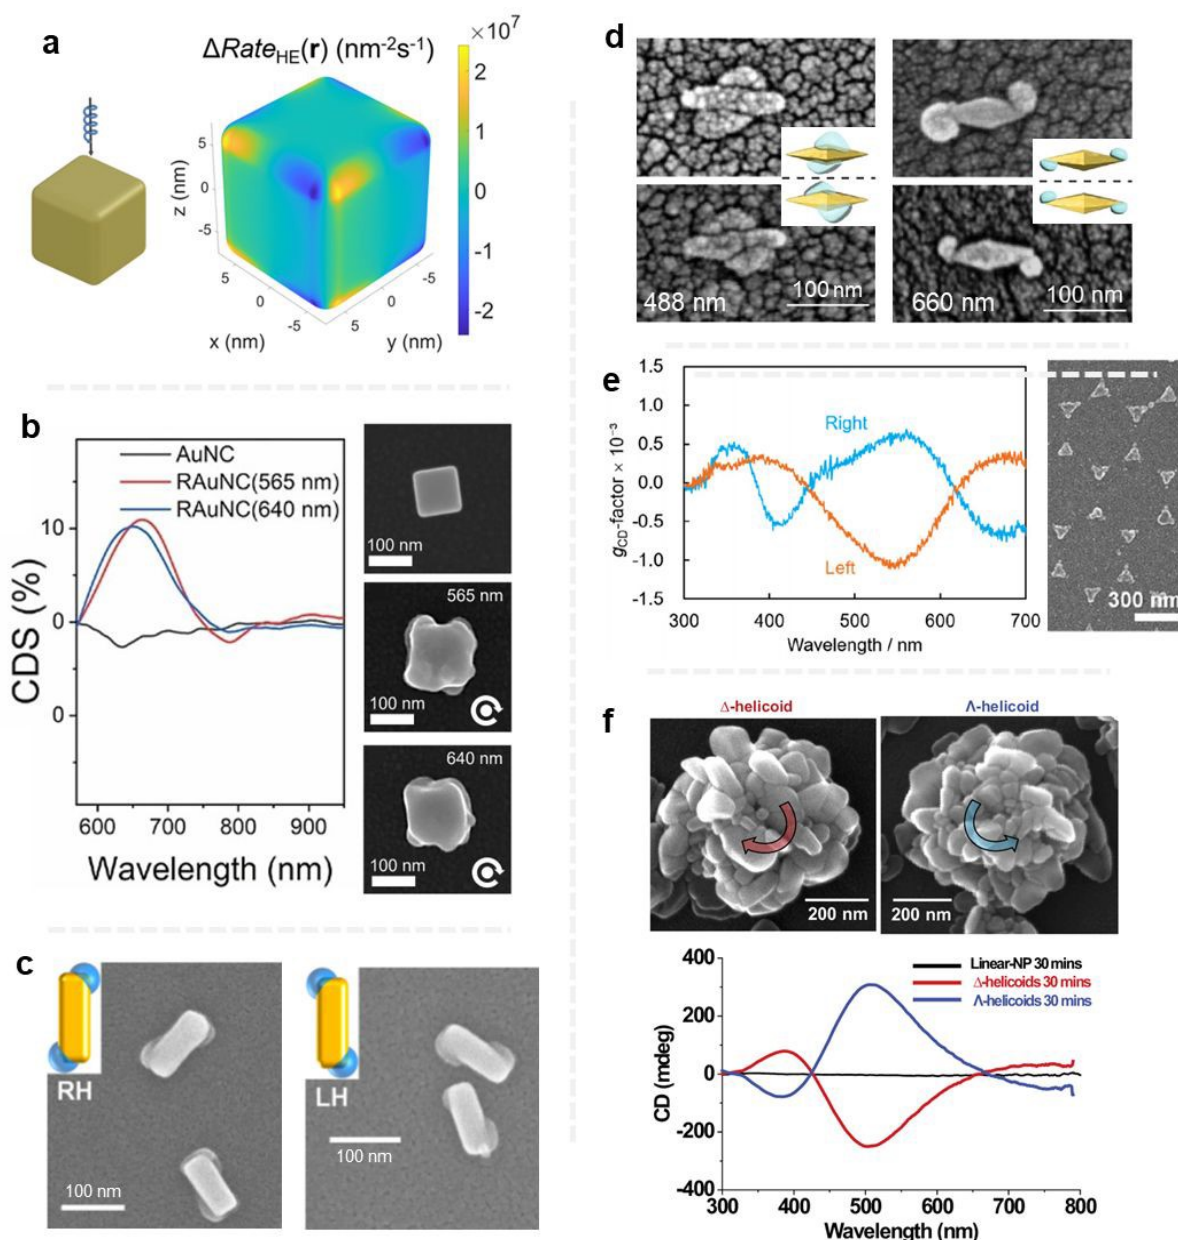 a
ΔRate_HE(r) (nm⁻²s⁻¹)
×10⁷
2
1
0
-1
-2
z (nm)
5
0
-5
5
0
-5
x (nm)
5
0
-5
y (nm)
b
AuNC
RAuNC(565 nm)
RAuNC(640 nm)
CDS (%)
10
0
0
600 700 800 900
Wavelength (nm)
100 nm
565 nm
100 nm
640 nm
100 nm
c
RH
100 nm
LH
100 nm
d
488 nm
100 nm
660 nm
100 nm
e
g_CD-factor × 10⁻³
1.5
1.0
0.5
0.0
-0.5
-1.0
-1.5
Right
Left
300 400 500 600 700
Wavelength / nm
300 nm
f
Δ-helicoid
200 nm
Λ-helicoid
200 nm
Linear-NP 30 mins
Δ-helicoids 30 mins
Λ-helicoids 30 mins
CD (mdeg)
400
200
0
-200
-400
300 400 500 600 700 800
Wavelength (nm)